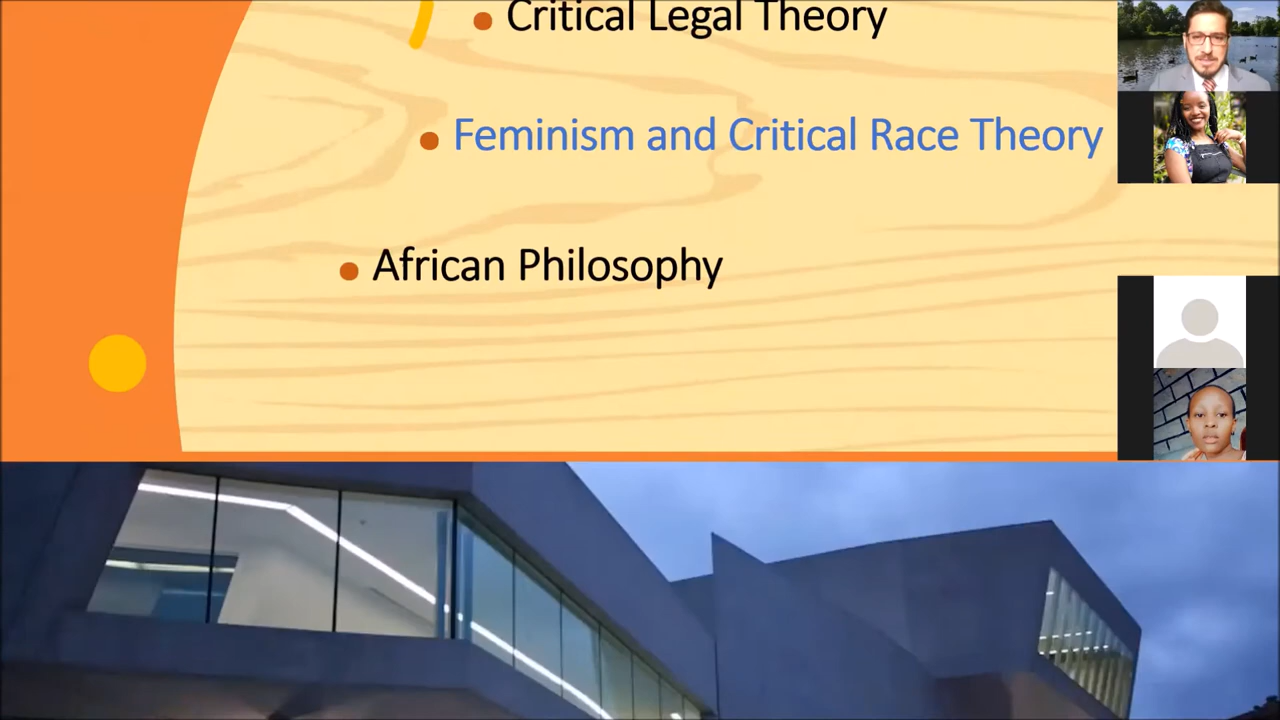 Critical Legal Theory
Feminism and Critical Race Theory
African Philosophy